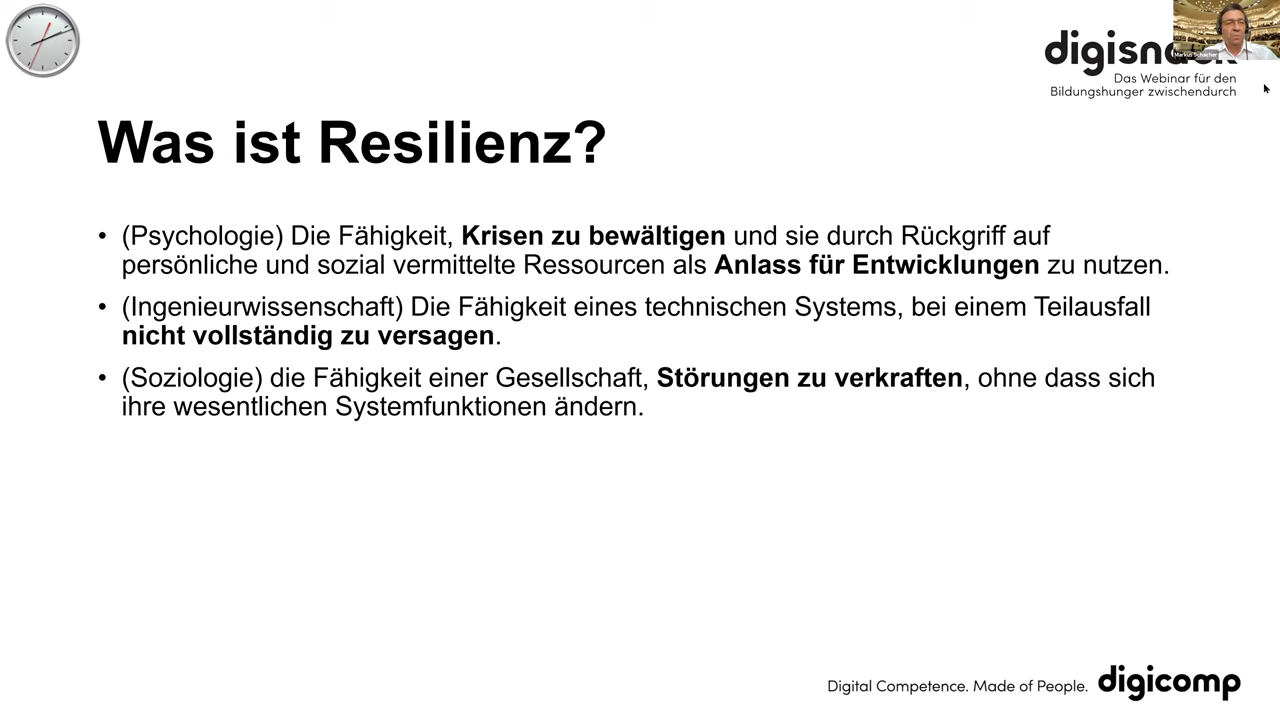 digisnack
Markus Schacher
Das Webinar für den
Bildungshunger zwischendurch
Was ist Resilienz?
• (Psychologie) Die Fähigkeit, Krisen zu bewältigen und sie durch Rückgriff auf
persönliche und sozial vermittelte Ressourcen als Anlass für Entwicklungen zu nutzen.
• (Ingenieurwissenschaft) Die Fähigkeit eines technischen Systems, bei einem Teilausfall
nicht vollständig zu versagen.
• (Soziologie) die Fähigkeit einer Gesellschaft, Störungen zu verkraften, ohne dass sich
ihre wesentlichen Systemfunktionen ändern.
Digital Competence. Made of People. digicomp